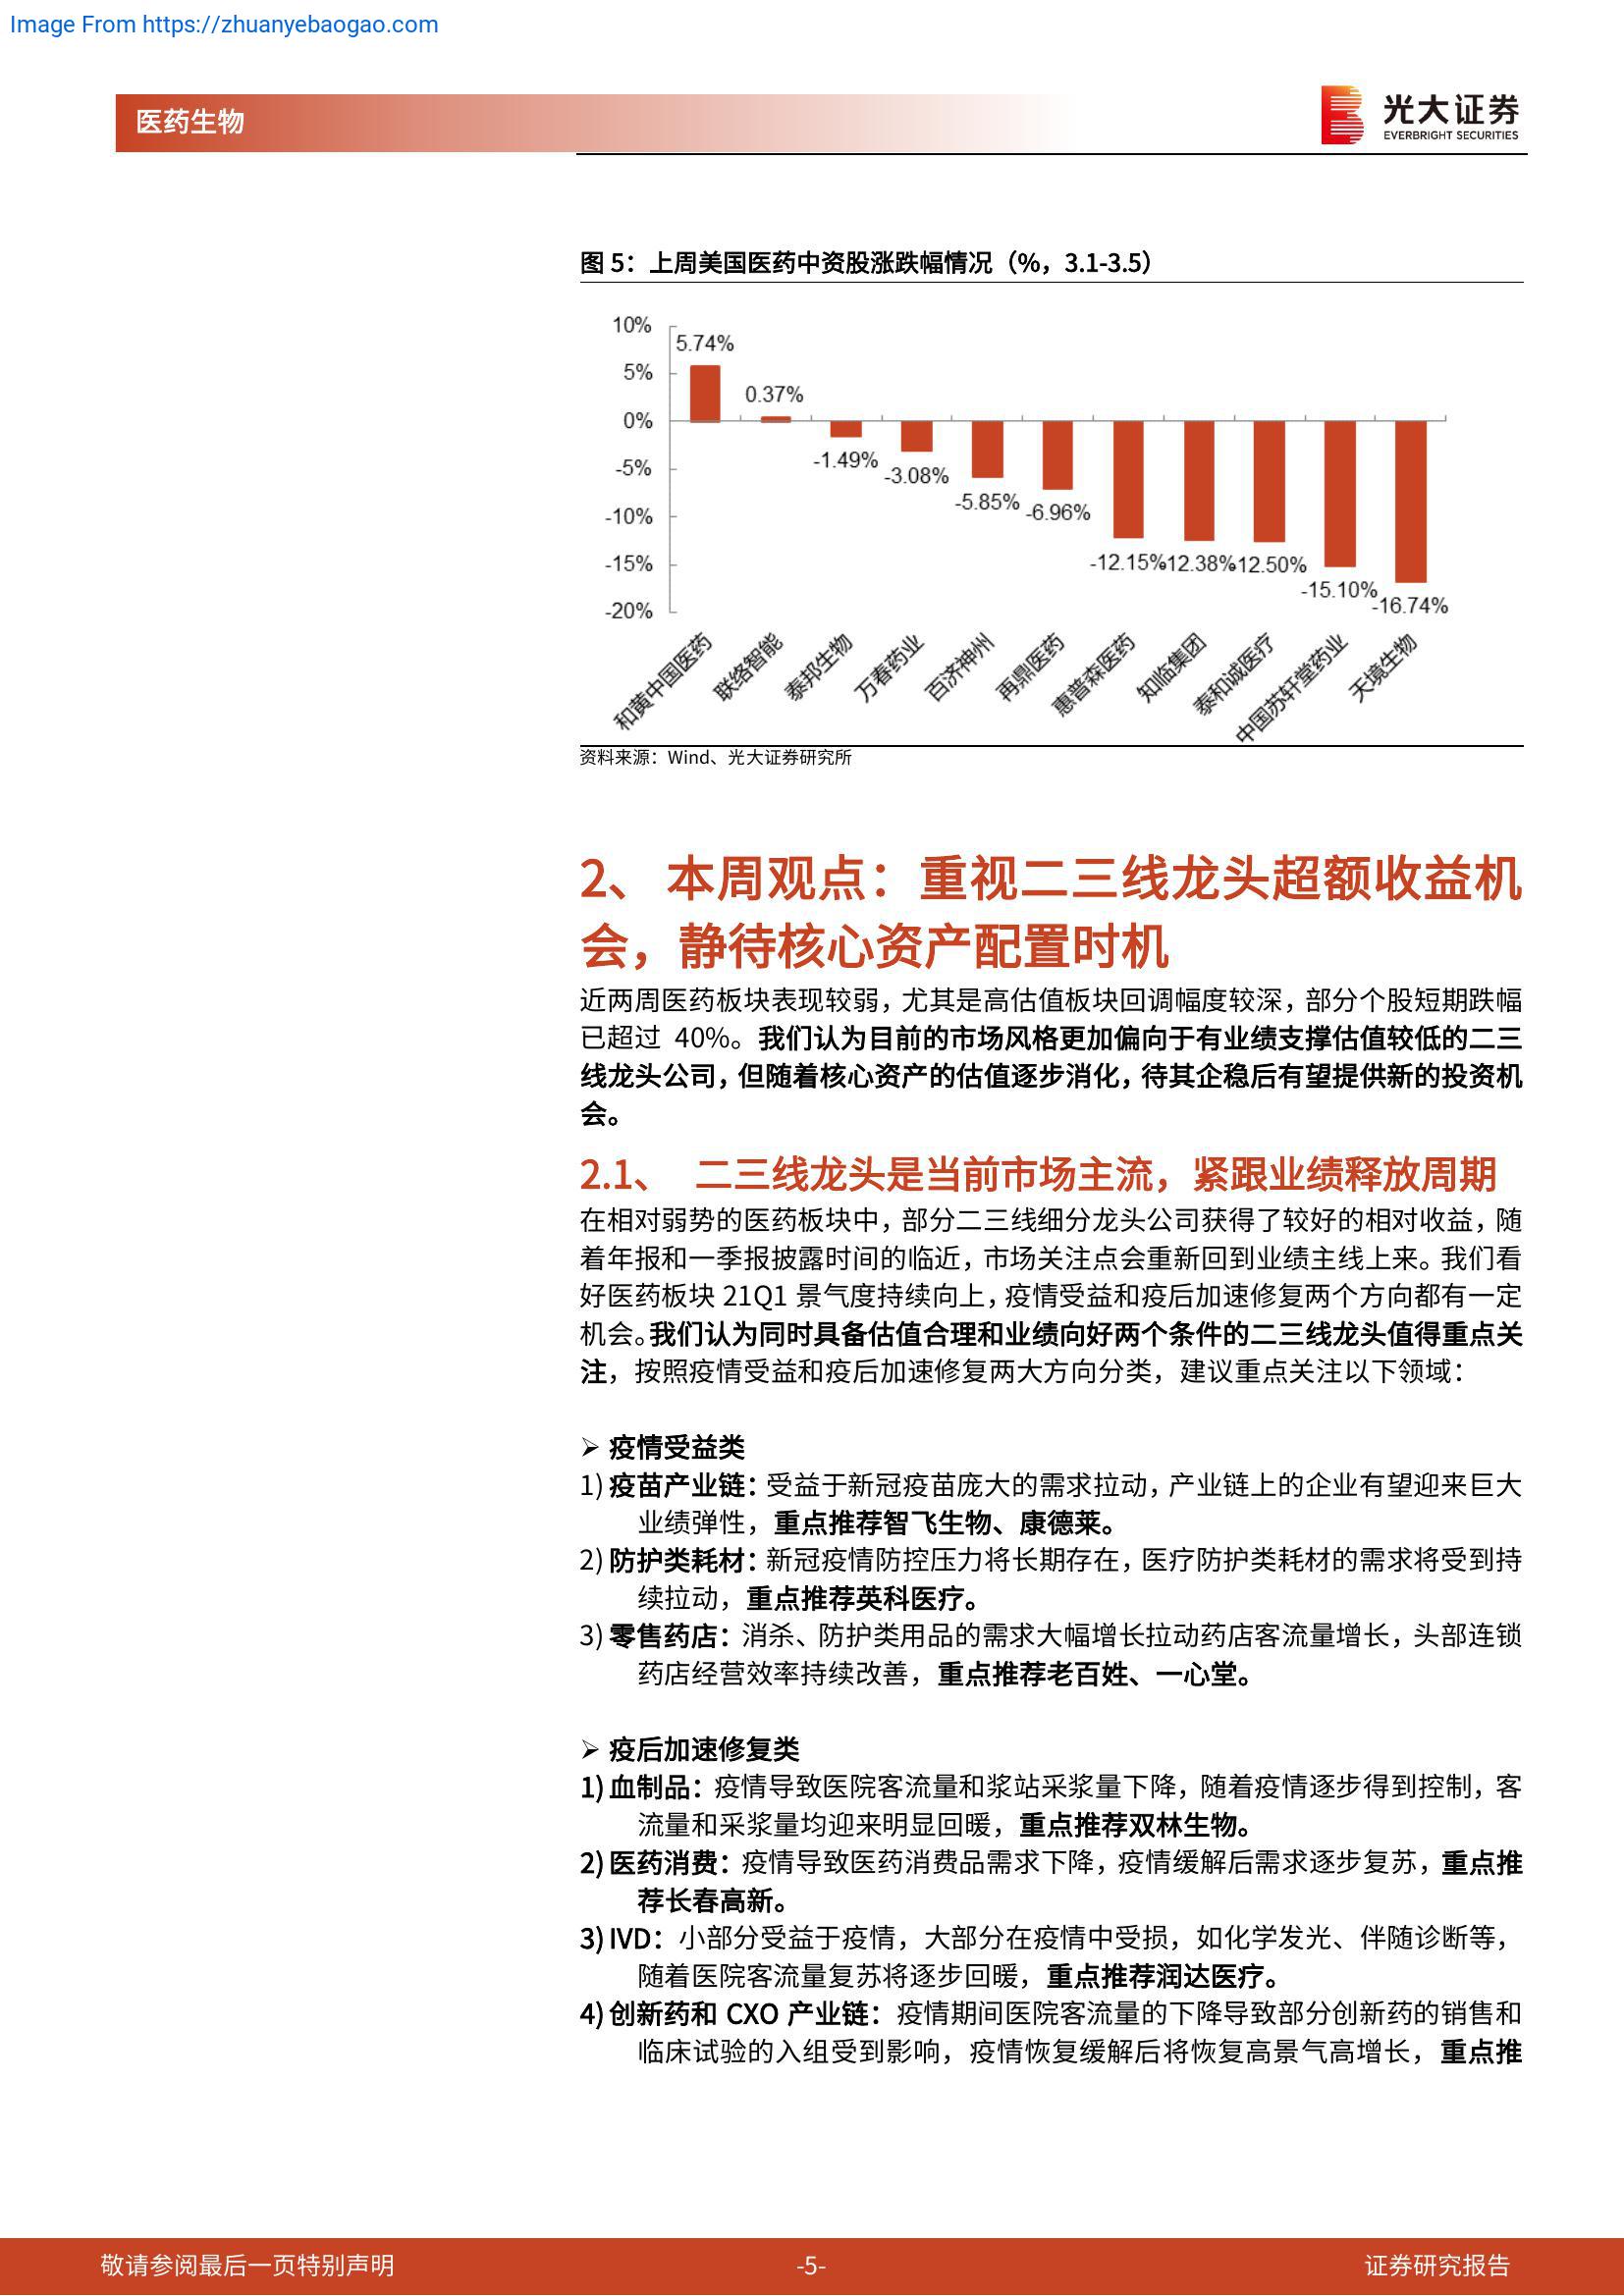 Image From https://zhuanyebaogao.com
医药生物
光大证券
EVERBRIGHT SECURITIES
图 5：上周美国医药中资股涨跌幅情况（%，3.1-3.5）
10%
5%
0%
-5%
-10%
-15%
-20%
5.74%
0.37%
-1.49%
-3.08%
-5.85%
-6.96%
-12.15%
-12.38%
-12.50%
-15.10%
-16.74%
和黄中国医药
联络智能
泰邦生物
万春药业
百济神州
再鼎医药
惠普森医药
知临集团
泰和诚医疗
中国苏轩堂药业
天境生物
资料来源：Wind、光大证券研究所
2、 本周观点：重视二三线龙头超额收益机
会，静待核心资产配置时机
近两周医药板块表现较弱，尤其是高估值板块回调幅度较深，部分个股短期跌幅
已超过 40%。我们认为目前的市场风格更加偏向于有业绩支撑估值较低的二三
线龙头公司，但随着核心资产的估值逐步消化，待其企稳后有望提供新的投资机
会。
2.1、 二三线龙头是当前市场主流，紧跟业绩释放周期
在相对弱势的医药板块中，部分二三线细分龙头公司获得了较好的相对收益，随
着年报和一季报披露时间的临近，市场关注点会重新回到业绩主线上来。我们看
好医药板块 21Q1 景气度持续向上，疫情受益和疫后加速修复两个方向都有一定
机会。我们认为同时具备估值合理和业绩向好两个条件的二三线龙头值得重点关
注，按照疫情受益和疫后加速修复两大方向分类，建议重点关注以下领域：
➢ 疫情受益类
1) 疫苗产业链：受益于新冠疫苗庞大的需求拉动，产业链上的企业有望迎来巨大
业绩弹性，重点推荐智飞生物、康德莱。
2) 防护类耗材：新冠疫情防控压力将长期存在，医疗防护类耗材的需求将受到持
续拉动，重点推荐英科医疗。
3) 零售药店：消杀、防护类用品的需求大幅增长拉动药店客流量增长，头部连锁
药店经营效率持续改善，重点推荐老百姓、一心堂。
➢ 疫后加速修复类
1) 血制品：疫情导致医院客流量和浆站采浆量下降，随着疫情逐步得到控制，客
流量和采浆量均迎来明显回暖，重点推荐双林生物。
2) 医药消费：疫情导致医药消费品需求下降，疫情缓解后需求逐步复苏，重点推
荐长春高新。
3) IVD：小部分受益于疫情，大部分在疫情中受损，如化学发光、伴随诊断等，
随着医院客流量复苏将逐步回暖，重点推荐润达医疗。
4) 创新药和 CXO 产业链：疫情期间医院客流量的下降导致部分创新药的销售和
临床试验的入组受到影响，疫情恢复缓解后将恢复高景气高增长，重点推
敬请参阅最后一页特别声明
-5-
证券研究报告